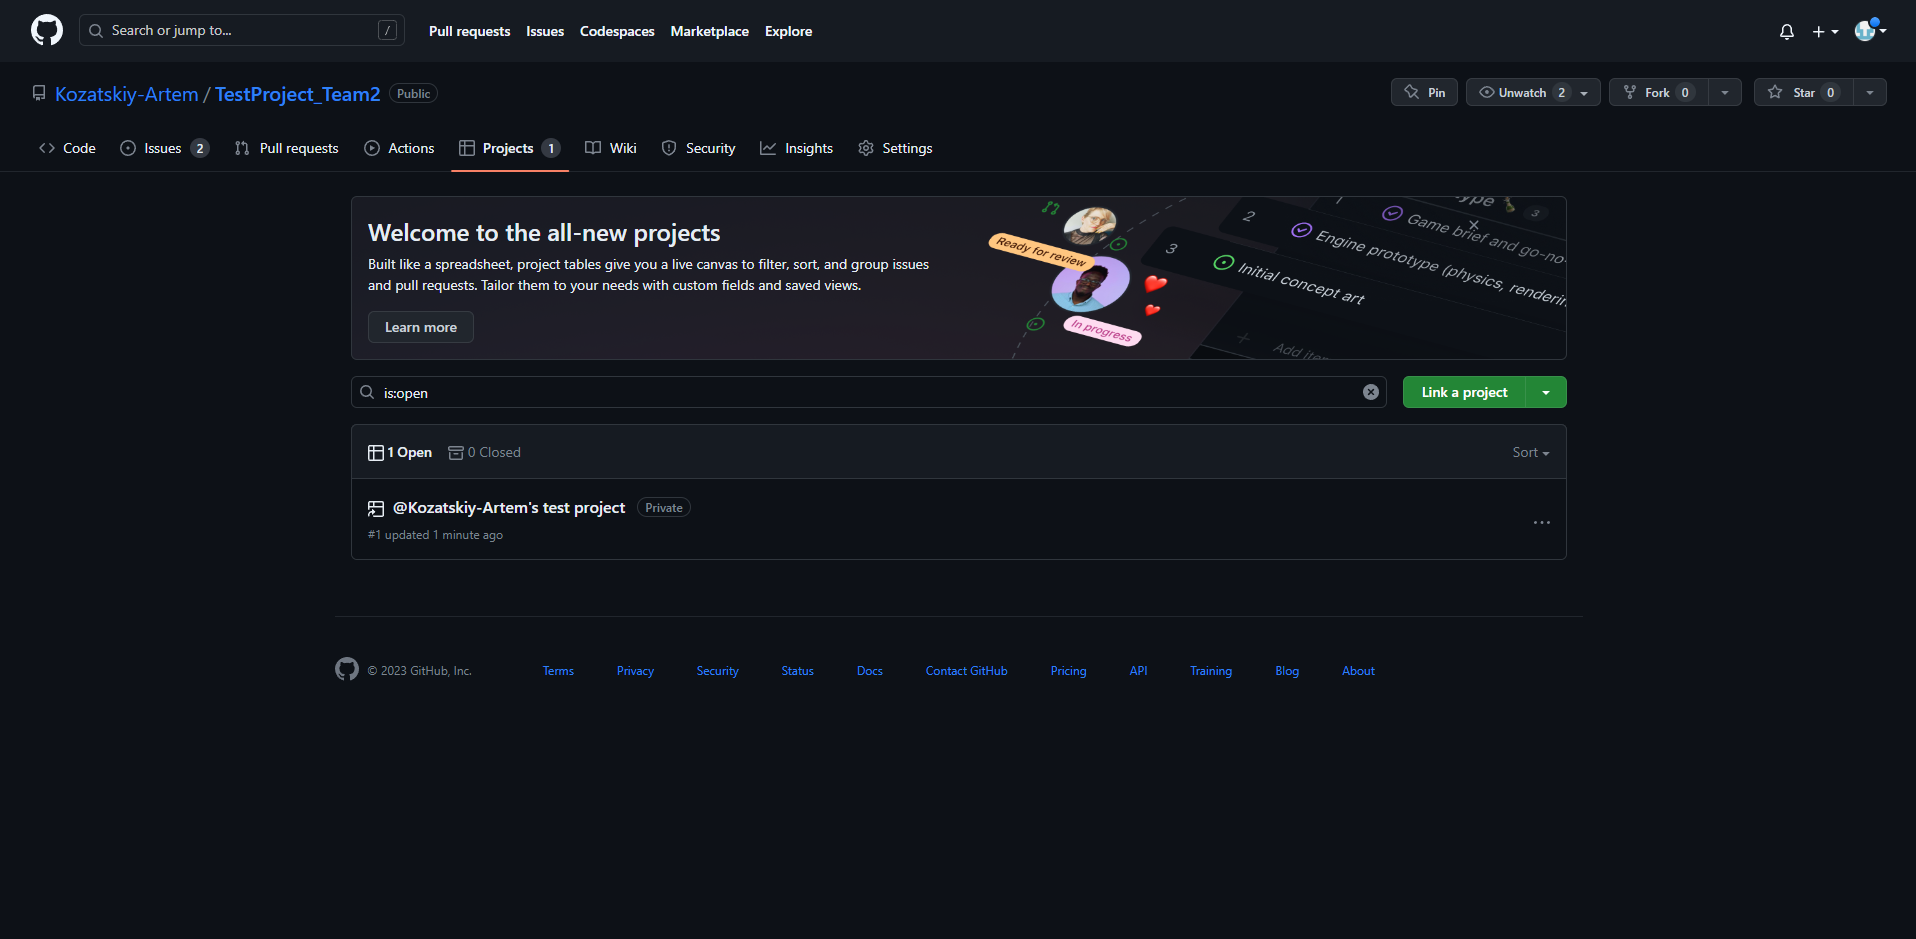 Search or jump to... /
Pull requests Issues Codespaces Marketplace Explore
Kozatskiy-Artem / TestProject_Team2 Public
Pin Unwatch 2 Fork 0 Star 0
Code Issues 2 Pull requests Actions Projects 1 Wiki Security Insights Settings
Welcome to the all-new projects
Built like a spreadsheet, project tables give you a live canvas to filter, sort, and group issues
and pull requests. Tailor them to your needs with custom fields and saved views.
Learn more
Ready for review
In progress
3
1 Game brief and go-no-
2 Engine prototype (physics, renderin
3 Initial concept art
+ Add item
is:open
Link a project
1 Open 0 Closed Sort
@Kozatskiy-Artem's test project Private
#1 updated 1 minute ago
© 2023 GitHub, Inc. Terms Privacy Security Status Docs Contact GitHub Pricing API Training Blog About